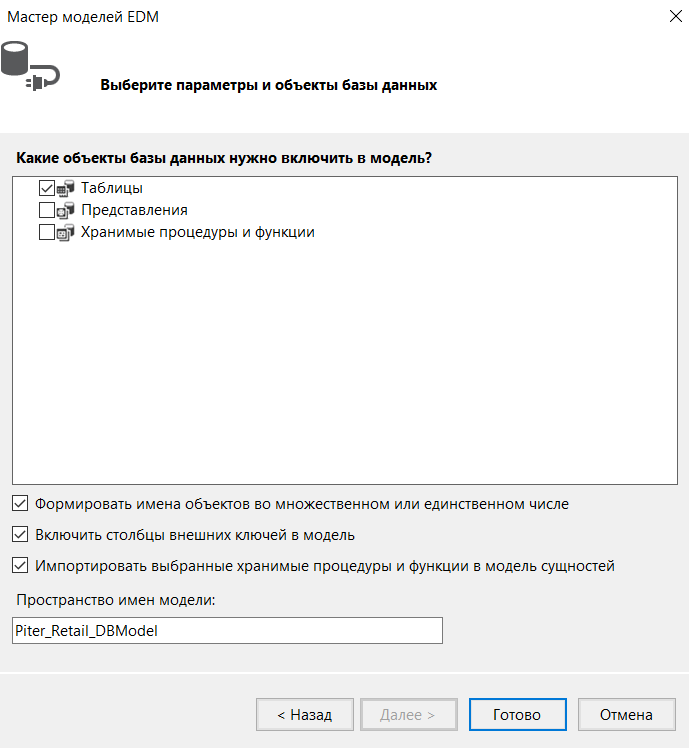 Мастер моделей EDM
Выберите параметры и объекты базы данных
Какие объекты базы данных нужно включить в модель?
Таблицы
Представления
Хранимые процедуры и функции
Формировать имена объектов во множественном или единственном числе
Включить столбцы внешних ключей в модель
Импортировать выбранные хранимые процедуры и функции в модель сущностей
Пространство имен модели:
Piter_Retail_DBModel
< Назад
Далее >
Готово
Отмена